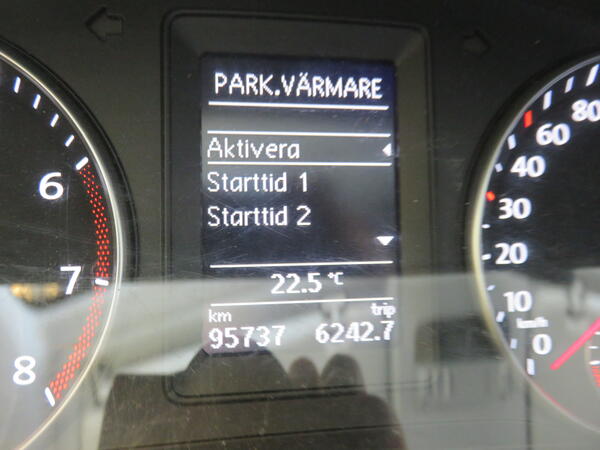 PARK.VÄRMARE
Aktivera
Starttid 1
Starttid 2
22.5 °C
km trip
95737 6242.7
6
7
8
80
60
40
30
20
10
km/h
0